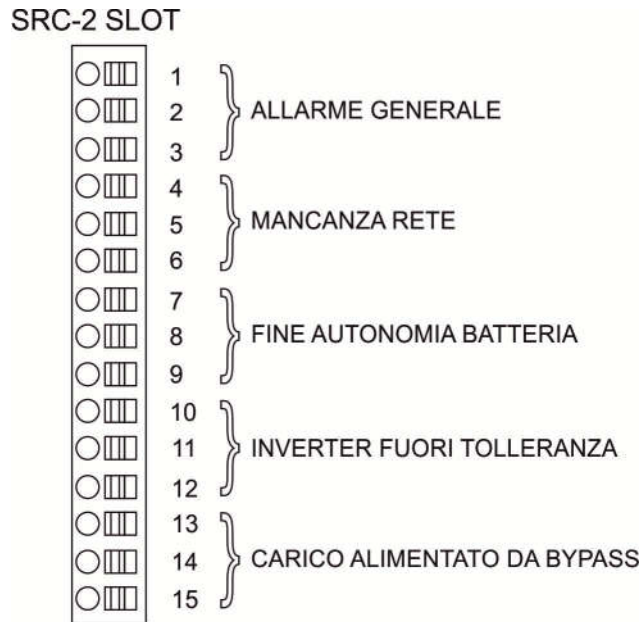 SRC-2 SLOT
1
2
3
ALLARME GENERALE
4
5
6
MANCANZA RETE
7
8
9
FINE AUTONOMIA BATTERIA
10
11
12
INVERTER FUORI TOLLERANZA
13
14
15
CARICO ALIMENTATO DA BYPASS